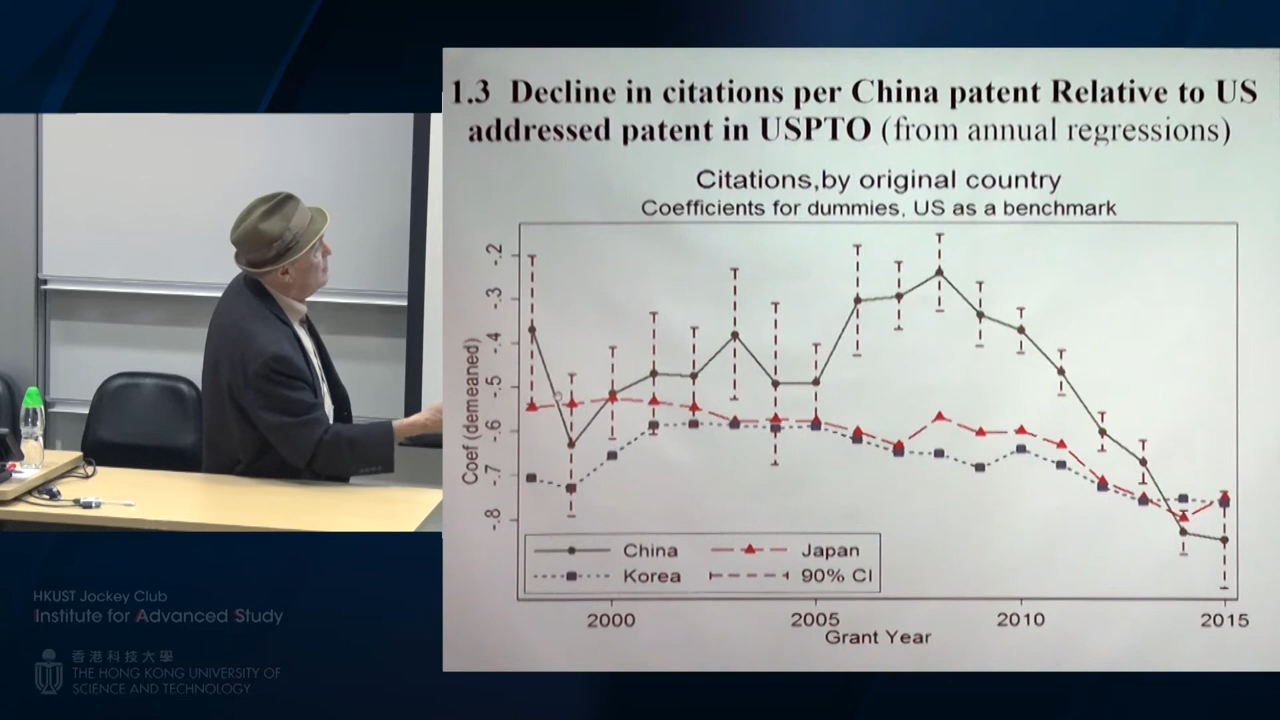 1.3 Decline in citations per China patent Relative to US
addressed patent in USPTO (from annual regressions)
Citations,by original country
Coefficients for dummies, US as a benchmark
Coef (demeaned)
-.2
-.3
-.4
-.5
-.6
-.7
-.8
China
Japan
Korea
90% CI
2000
2005
2010
2015
Grant Year
HKUST Jockey Club
Institute for Advanced Study
香港科技大學
THE HONG KONG UNIVERSITY OF
SCIENCE AND TECHNOLOGY